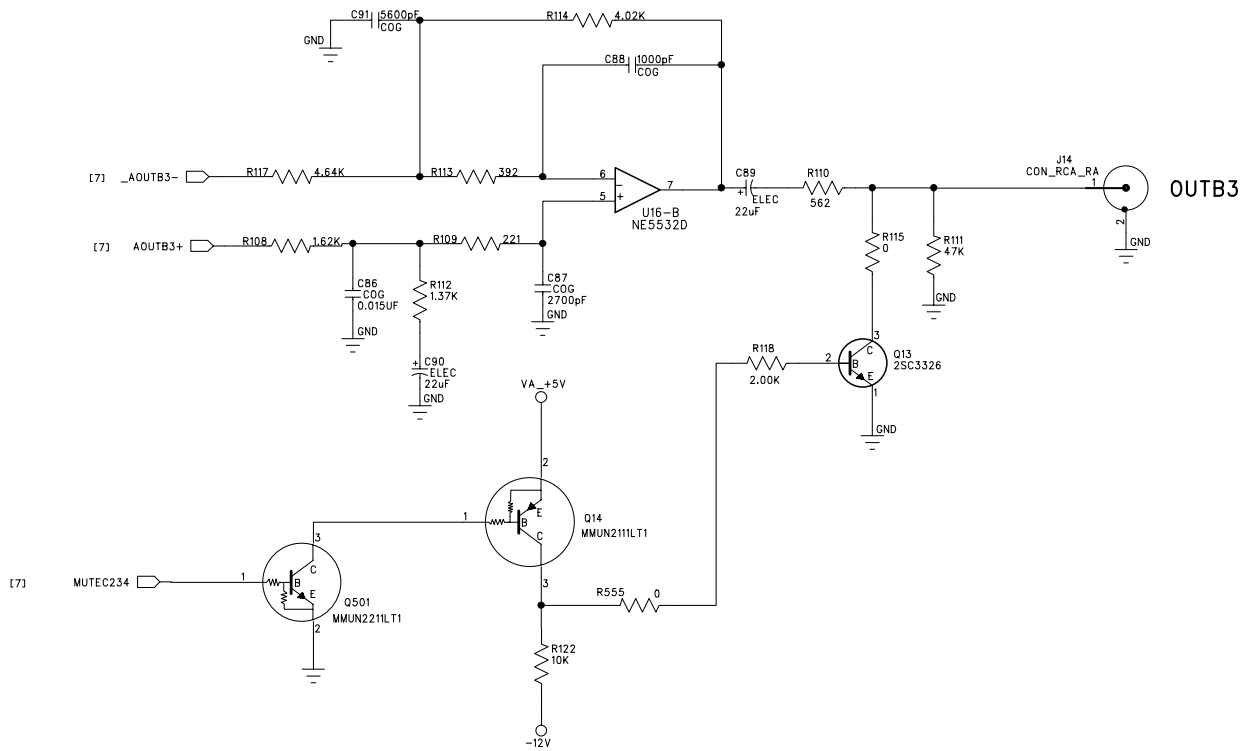 C91 5600pF
COG
GND
R114 4.02K
C88 1000pF
COG
[7] _AOUTB3-
R117 4.64K
R113 392
6
5
7
U16-B
NE5532D
C89
+ ELEC
22uF
R110
562
J14
CON_RCA_RA
1
2
GND
OUTB3
[7] AOUTB3+
R108 1.62K
R109 221
C86
COG
0.015UF
GND
R112
1.37K
C87
COG
2700pF
GND
+ C90
ELEC
22uF
GND
R115
0
R111
47K
GND
R118
2.00K
3
C
2
B
E
1
Q13
2SC3326
GND
VA_+5V
2
1
E
B
C
3
Q14
MMUN2111LT1
[7] MUTEC234
1
3
C
B
E
2
Q501
MMUN2211LT1
R555 0
R122
10K
-12V